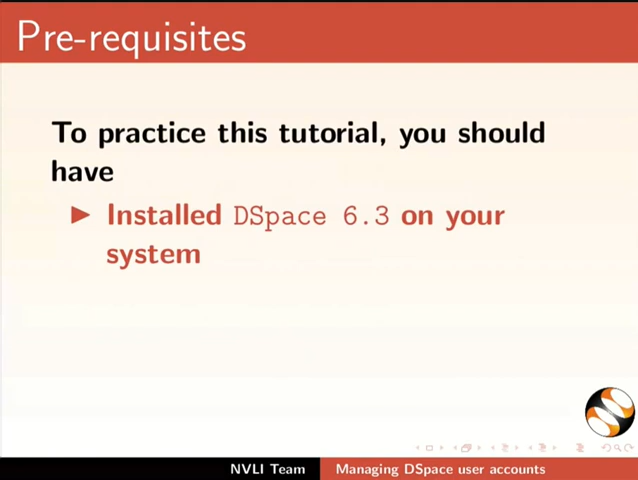 Pre-requisites
To practice this tutorial, you should
have
Installed DSpace 6.3 on your
system
NVLI Team
Managing DSpace user accounts